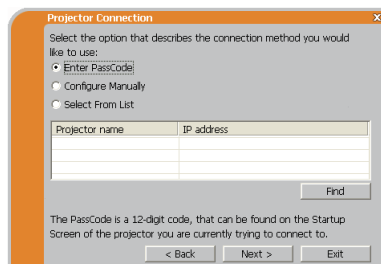 Projector Connection x
Select the option that describes the connection method you would
like to use:
Enter PassCode
Configure Manually
Select From List
Projector name IP address
Find
The PassCode is a 12-digit code, that can be found on the Startup
Screen of the projector you are currently trying to connect to.
< Back Next > Exit